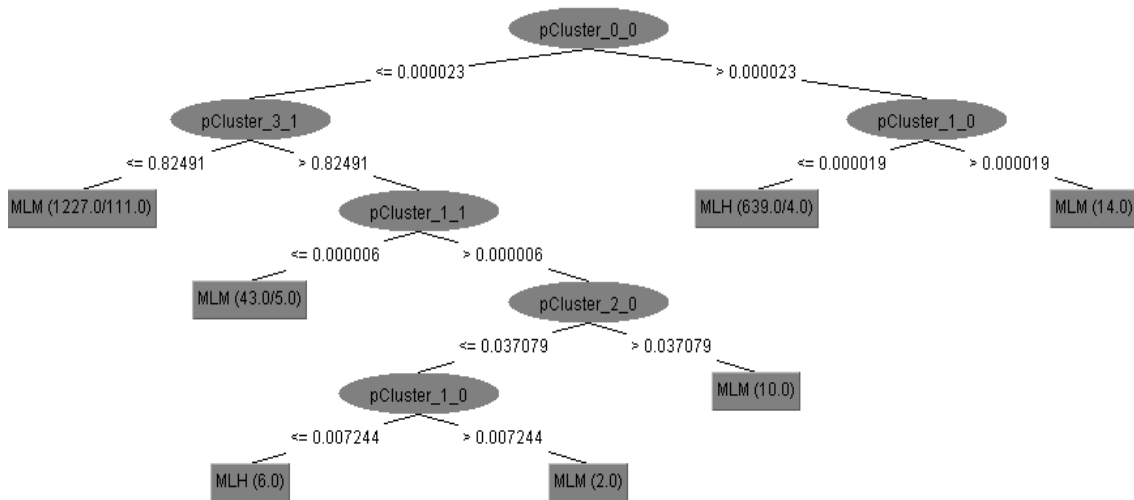 pCluster_0_0
<= 0.000023
> 0.000023
pCluster_3_1
pCluster_1_0
<= 0.82491
> 0.82491
<= 0.000019
> 0.000019
MLM (1227.0/111.0)
pCluster_1_1
MLH (639.0/4.0)
MLM (14.0)
<= 0.000006
> 0.000006
MLM (43.0/5.0)
pCluster_2_0
<= 0.037079
> 0.037079
pCluster_1_0
MLM (10.0)
<= 0.007244
> 0.007244
MLH (6.0)
MLM (2.0)